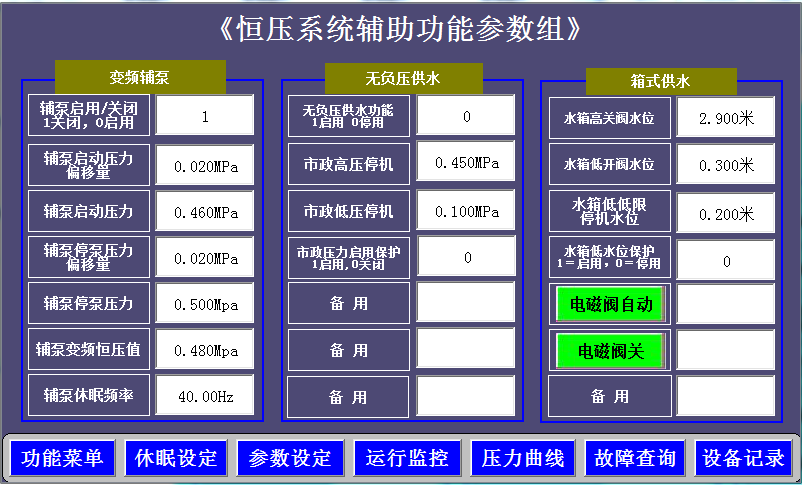 《恒压系统辅助功能参数组》
变频辅泵
辅泵启用/关闭
1关闭，0启用
1
辅泵启动压力
偏移量
0.020MPa
辅泵启动压力
0.460MPa
辅泵停泵压力
偏移量
0.020MPa
辅泵停泵压力
0.500Mpa
辅泵变频恒压值
0.480Mpa
辅泵休眠频率
40.00Hz
无负压供水
无负压供水功能
1启用 0停用
0
市政高压停机
0.450MPa
市政低压停机
0.100MPa
市政压力启用保护
1启用,0关闭
0
备 用
备 用
备 用
箱式供水
水箱高关阀水位
2.900米
水箱低开阀水位
0.300米
水箱低低限
停机水位
0.200米
水箱低水位保护
1＝启用，0＝停用
0
电磁阀自动
电磁阀关
备 用
功能菜单
休眠设定
参数设定
运行监控
压力曲线
故障查询
设备记录